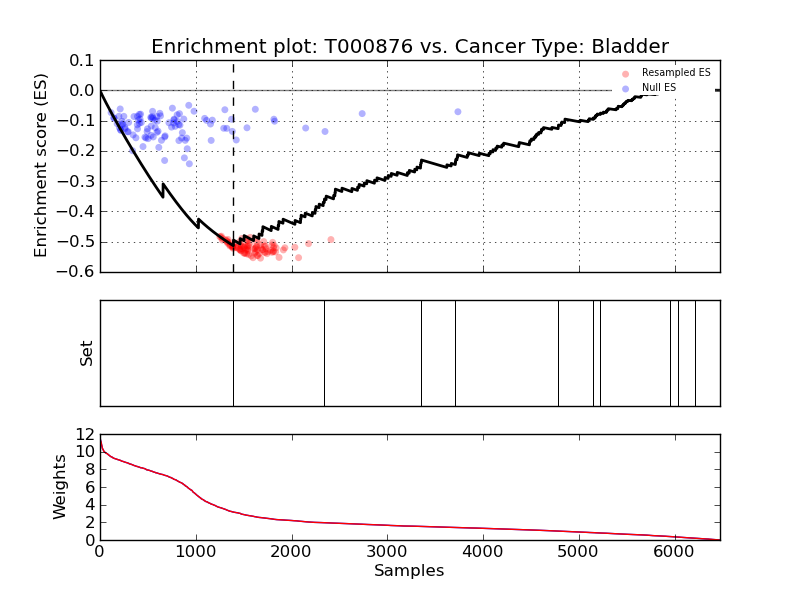 Enrichment plot: T000876 vs. Cancer Type: Bladder
Enrichment score (ES)
0.1
0.0
−0.1
−0.2
−0.3
−0.4
−0.5
−0.6
Resampled ES
Null ES
Set
Weights
12
10
8
6
4
2
0
0 1000 2000 3000 4000 5000 6000
Samples